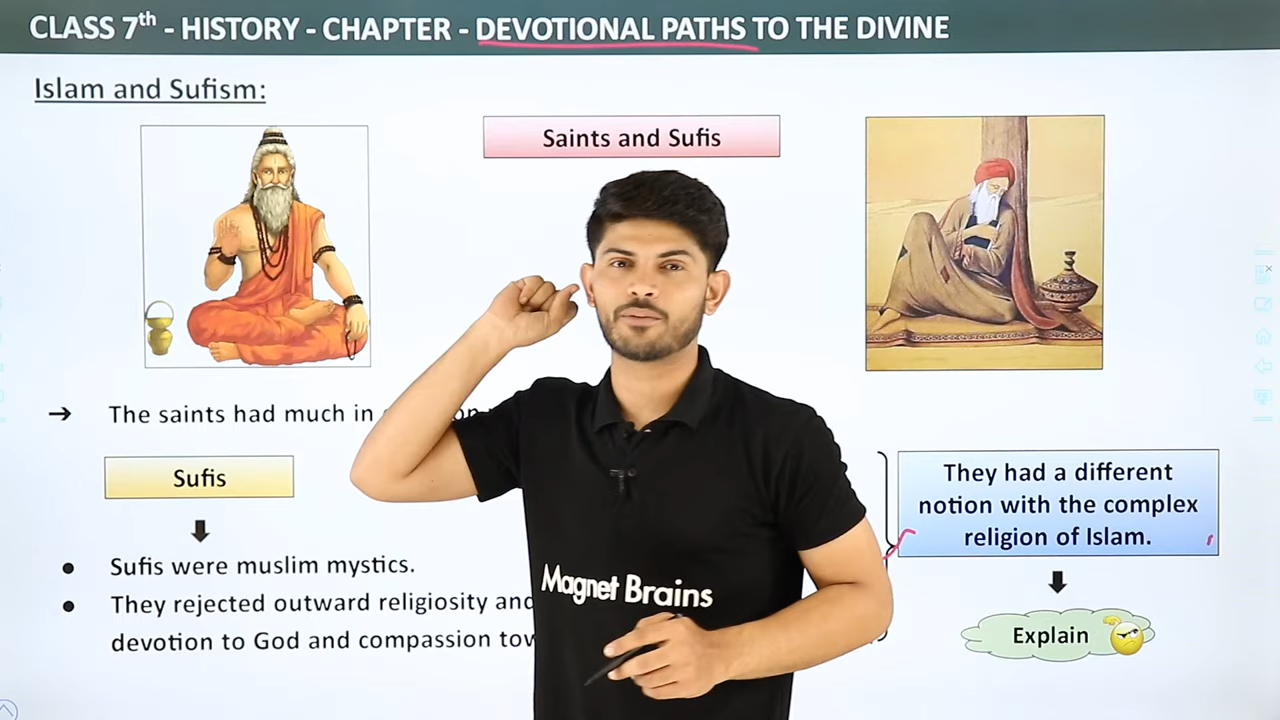 CLASS 7th - HISTORY - CHAPTER - DEVOTIONAL PATHS TO THE DIVINE
Islam and Sufism:
Saints and Sufis
→ The saints had much in
Sufis
They had a different
notion with the complex
religion of Islam.
• Sufis were muslim mystics.
• They rejected outward religiosity and
devotion to God and compassion
Explain
Magnet Brains